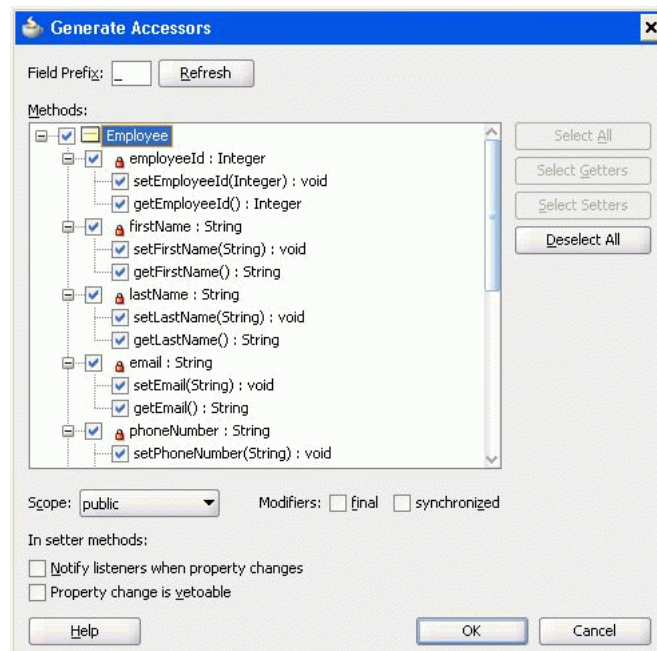 Generate Accessors
Field Prefix: _ Refresh
Methods:
Employee
Select All
employeeId : Integer
setEmployeeId(Integer) : void
Select Getters
getEmployeeId() : Integer
Select Setters
firstName : String
setFirstName(String) : void
Deselect All
getFirstName() : String
lastName : String
setLastName(String) : void
getLastName() : String
email : String
setEmail(String) : void
getEmail() : String
phoneNumber : String
setPhoneNumber(String) : void
Scope: public Modifiers: final synchronized
In setter methods:
Notify listeners when property changes
Property change is vetoable
Help OK Cancel